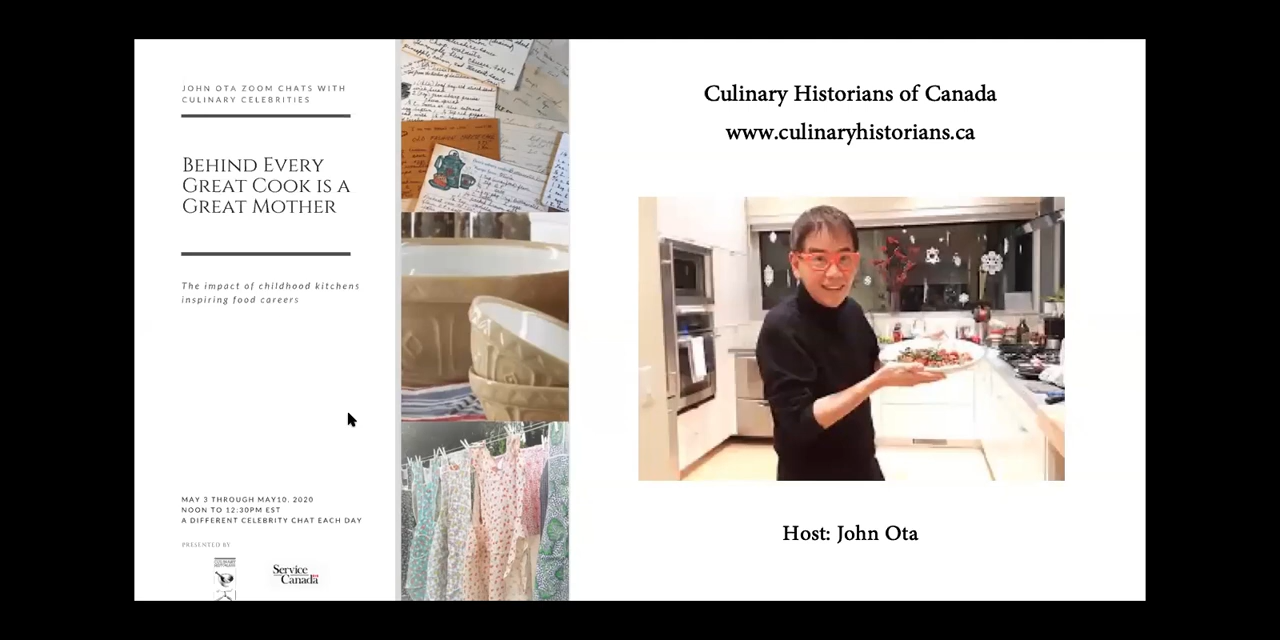 JOHN OTA ZOOM CHATS WITH
CULINARY CELEBRITIES
BEHIND EVERY
GREAT COOK IS A
GREAT MOTHER
The impact of childhood kitchens
inspiring food careers
MAY 3 THROUGH MAY10, 2020
NOON TO 12:30PM EST
A DIFFERENT CELEBRITY CHAT EACH DAY
PRESENTED BY
CULINARY
HISTORIANS
Service
Canada
Culinary Historians of Canada
www.culinaryhistorians.ca
Host: John Ota